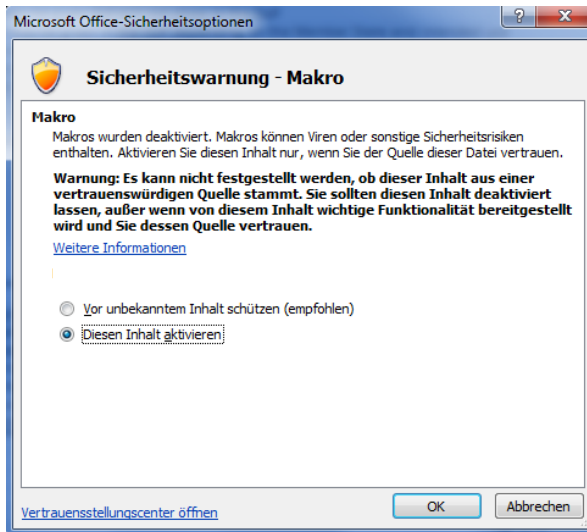 Microsoft Office-Sicherheitsoptionen
Sicherheitswarnung - Makro
Makro
Makros wurden deaktiviert. Makros können Viren oder sonstige Sicherheitsrisiken
enthalten. Aktivieren Sie diesen Inhalt nur, wenn Sie der Quelle dieser Datei vertrauen.
Warnung: Es kann nicht festgestellt werden, ob dieser Inhalt aus einer
vertrauenswürdigen Quelle stammt. Sie sollten diesen Inhalt deaktiviert
lassen, außer wenn von diesem Inhalt wichtige Funktionalität bereitgestellt
wird und Sie dessen Quelle vertrauen.
Weitere Informationen
Vor unbekanntem Inhalt schützen (empfohlen)
Diesen Inhalt aktivieren
Vertrauensstellungscenter öffnen
OK
Abbrechen